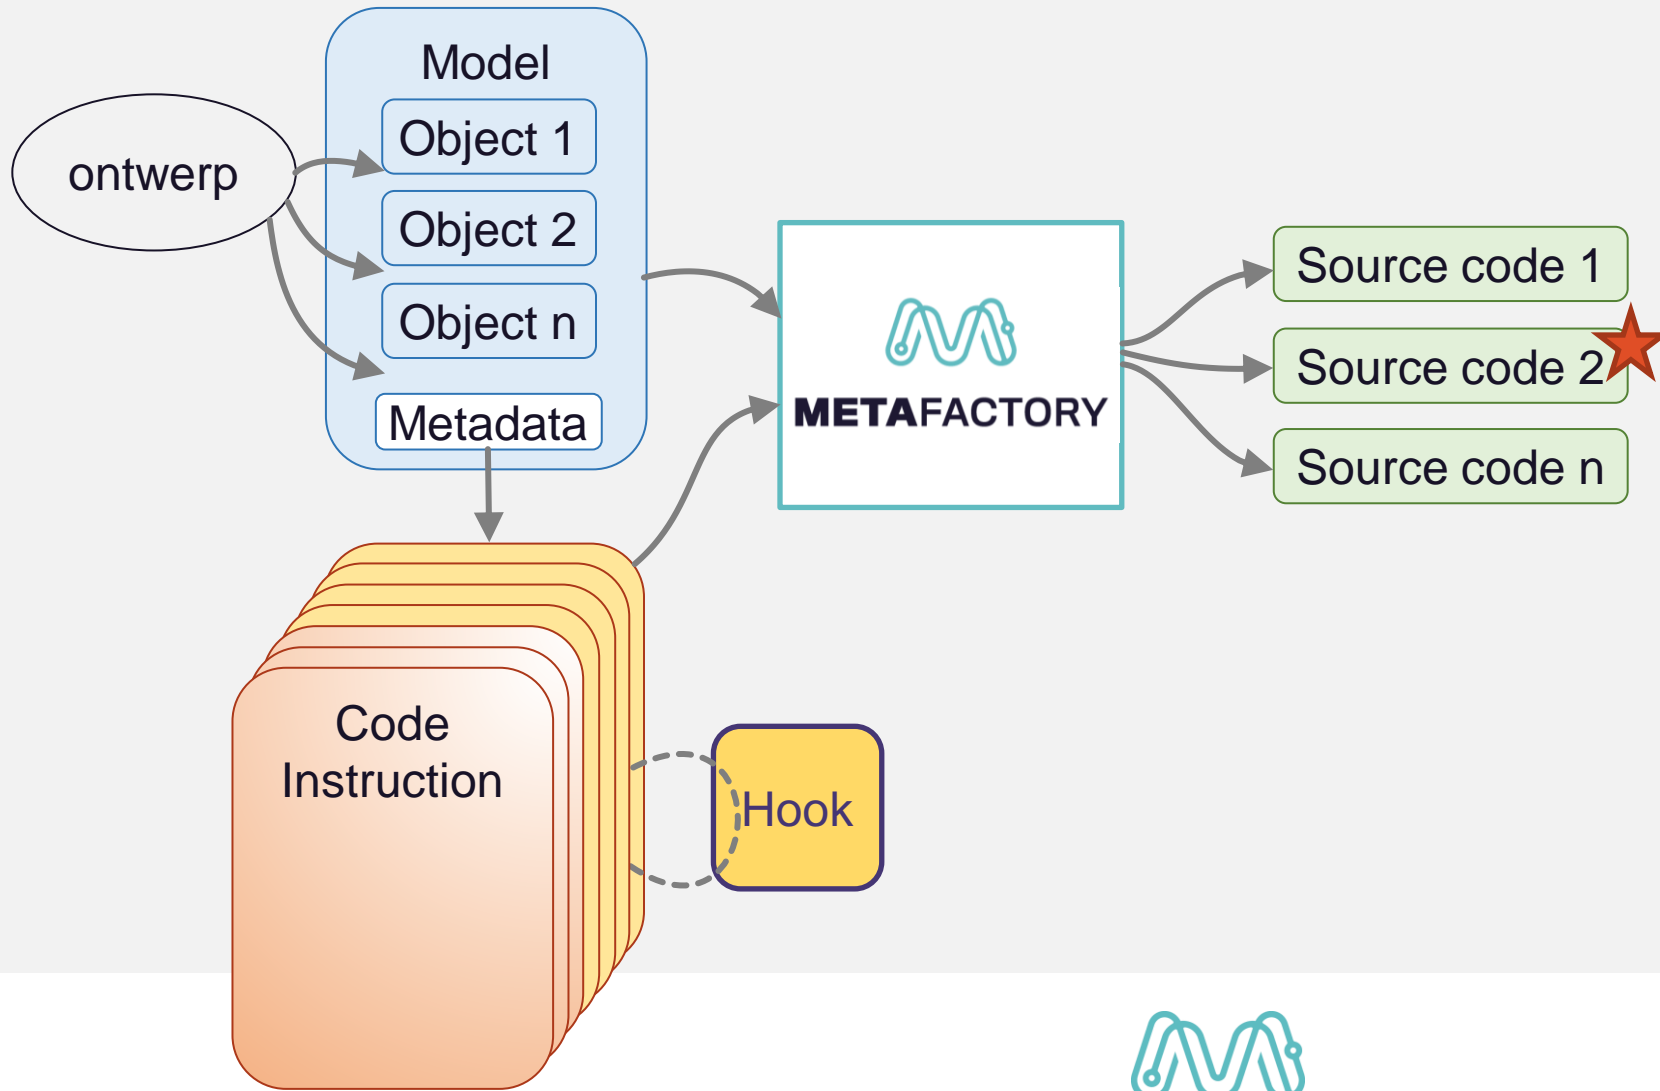 Model
Object 1
ontwerp
Object 2
Object n
Metadata
METAFACTORY
Source code 1
Source code 2
Source code n
Code
Instruction
Hook